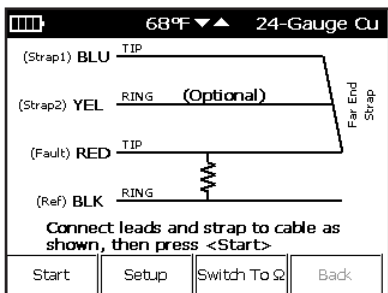 68°F ▼▲ 24-Gauge Cu
(Strap1) BLU TIP
(Strap2) YEL RING (Optional)
Far End
Strap
(Fault) RED TIP
(Ref) BLK RING
Connect leads and strap to cable as
shown, then press <Start>
Start Setup Switch To Ω Back